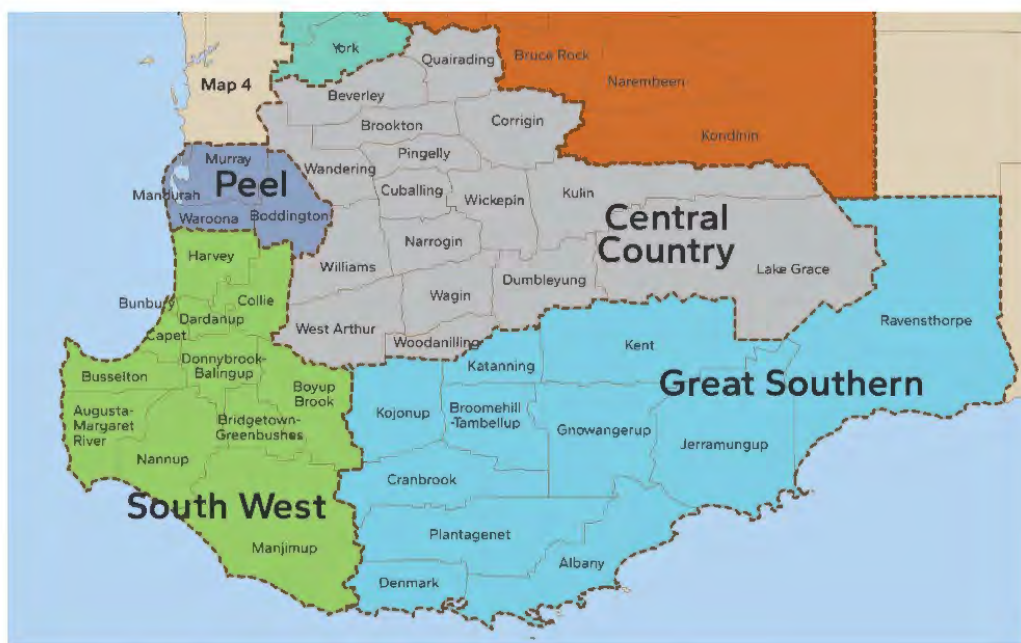 York
Quairading
Bruce Rock
Narembeen
Map 4
Beverley
Corrigin
Brookton
Kondinin
Murray
Pingelly
Wandering
Peel
Mandurah
Cuballing
Kulin
Wickepin
Waroona
Boddington
Central
Country
Narrogin
Harvey
Williams
Dumbleyung
Lake Grace
Wagin
Bunbury
Collie
Dardanup
Ravensthorpe
West Arthur
Capel
Woodanilling
Kent
Donnybrook-
Balingup
Katanning
Busselton
Great Southern
Boyup
Brook
Kojonup
Broomehill
-Tambellup
Augusta-
Margaret
River
Bridgetown-
Greenbushes
Gnowangerup
Jerramungup
Nannup
Cranbrook
South West
Plantagenet
Manjimup
Albany
Denmark